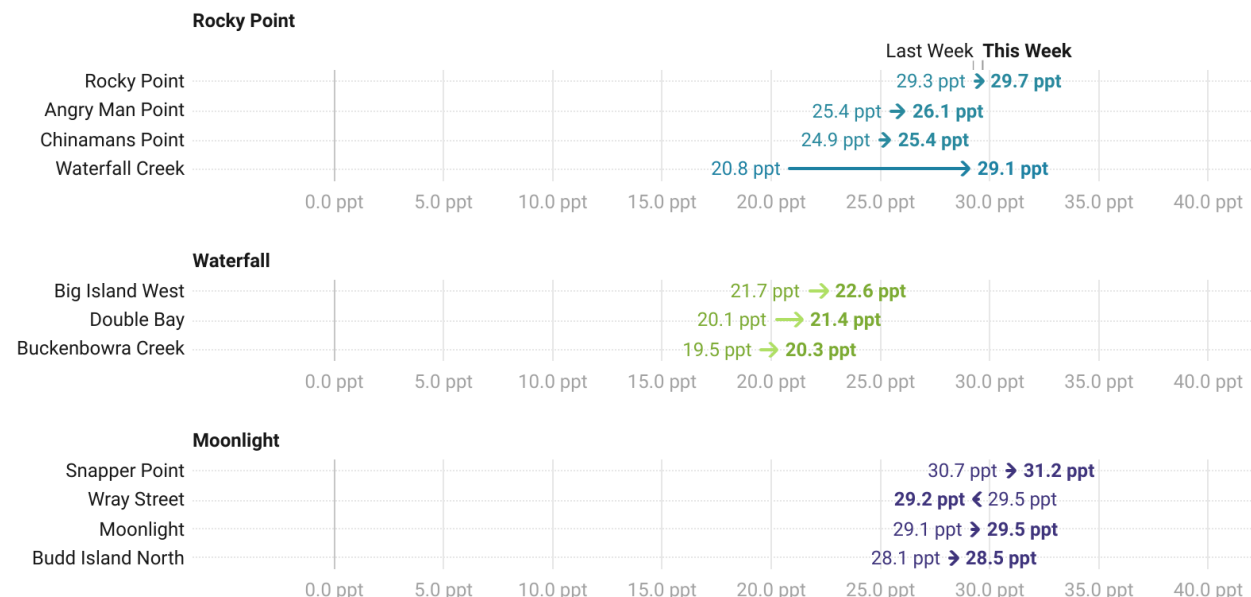 Rocky Point
Last Week This Week
Rocky Point 29.3 ppt → 29.7 ppt
Angry Man Point 25.4 ppt → 26.1 ppt
Chinamans Point 24.9 ppt → 25.4 ppt
Waterfall Creek 20.8 ppt → 29.1 ppt
0.0 ppt 5.0 ppt 10.0 ppt 15.0 ppt 20.0 ppt 25.0 ppt 30.0 ppt 35.0 ppt 40.0 ppt
Waterfall
Big Island West 21.7 ppt → 22.6 ppt
Double Bay 20.1 ppt → 21.4 ppt
Buckenbowra Creek 19.5 ppt → 20.3 ppt
0.0 ppt 5.0 ppt 10.0 ppt 15.0 ppt 20.0 ppt 25.0 ppt 30.0 ppt 35.0 ppt 40.0 ppt
Moonlight
Snapper Point 30.7 ppt → 31.2 ppt
Wray Street 29.2 ppt ← 29.5 ppt
Moonlight 29.1 ppt → 29.5 ppt
Budd Island North 28.1 ppt → 28.5 ppt
0.0 ppt 5.0 ppt 10.0 ppt 15.0 ppt 20.0 ppt 25.0 ppt 30.0 ppt 35.0 ppt 40.0 ppt